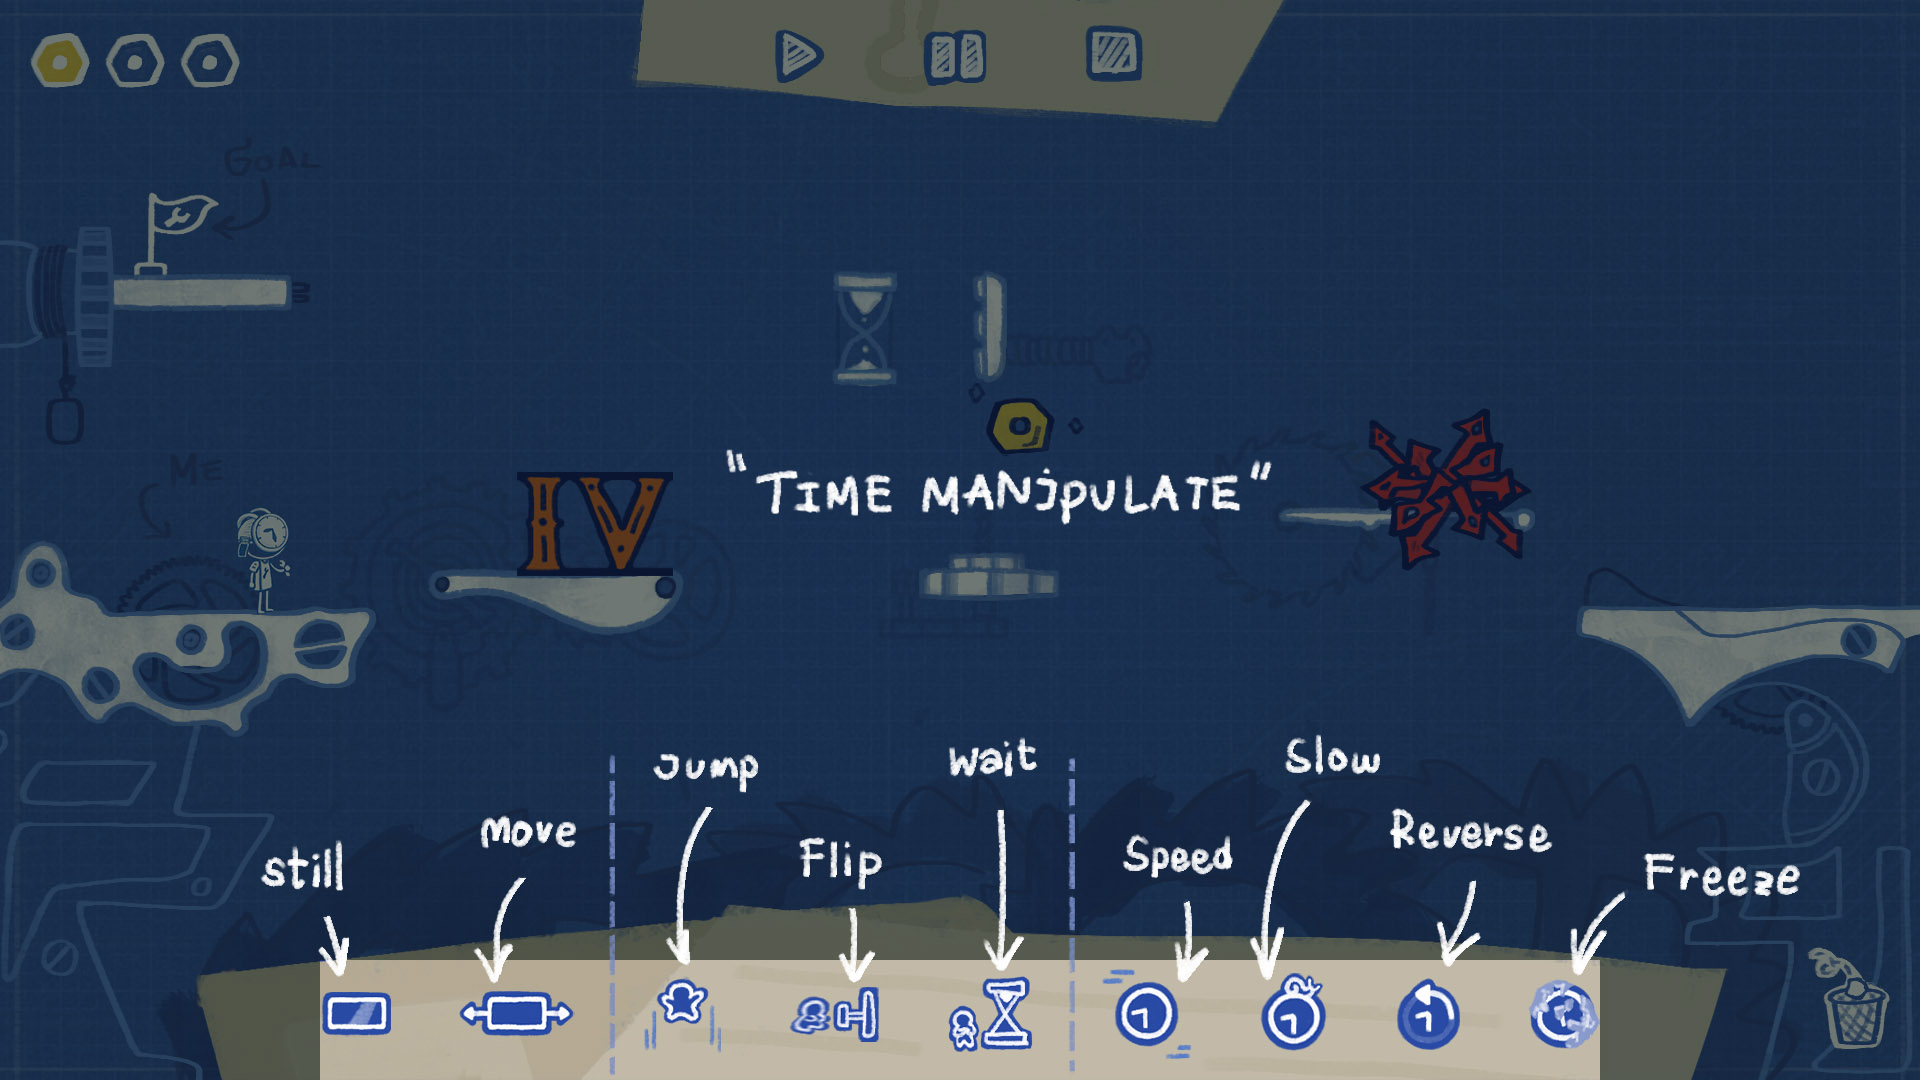 GOAL
ME
IV
"TIME MANIPULATE"
Jump
Wait
Slow
still
Move
Flip
Speed
Reverse
Freeze